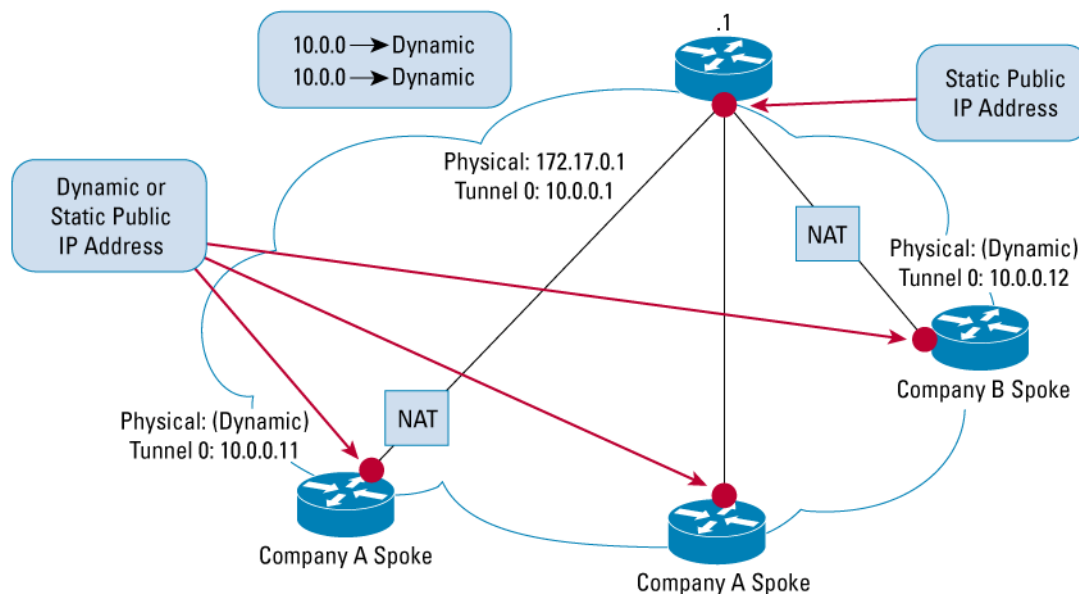 .1
10.0.0 → Dynamic
10.0.0 → Dynamic
Static Public
IP Address
Physical: 172.17.0.1
Tunnel 0: 10.0.0.1
Dynamic or
Static Public
IP Address
NAT
Physical: (Dynamic)
Tunnel 0: 10.0.0.12
Company B Spoke
Physical: (Dynamic)
Tunnel 0: 10.0.0.11
NAT
Company A Spoke
Company A Spoke